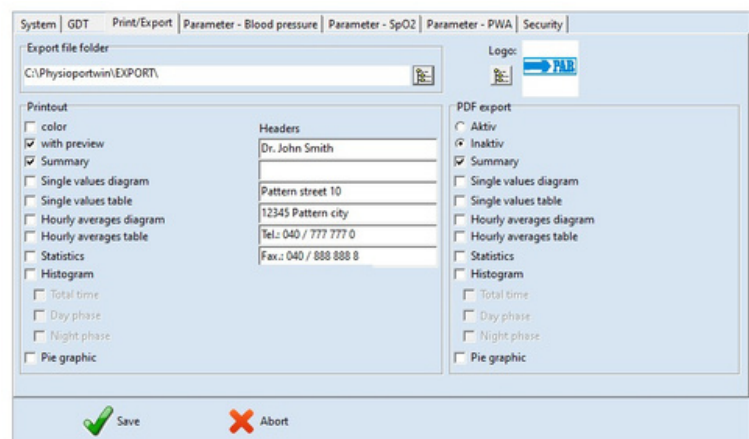 System GDT Print/Export Parameter - Blood pressure Parameter - SpO2 Parameter - PWA Security
Export file folder
C:\Physioportwin\EXPORT\
Logo:
PAR
Printout
color
with preview
Summary
Single values diagram
Single values table
Hourly averages diagram
Hourly averages table
Statistics
Histogram
Total time
Day phase
Night phase
Pie graphic
Headers
Dr. John Smith
Pattern street 10
12345 Pattern city
Tel.: 040 / 777 777 0
Fax.: 040 / 888 888 8
PDF export
Aktiv
Inaktiv
Summary
Single values diagram
Single values table
Hourly averages diagram
Hourly averages table
Statistics
Histogram
Total time
Day phase
Night phase
Pie graphic
Save
Abort